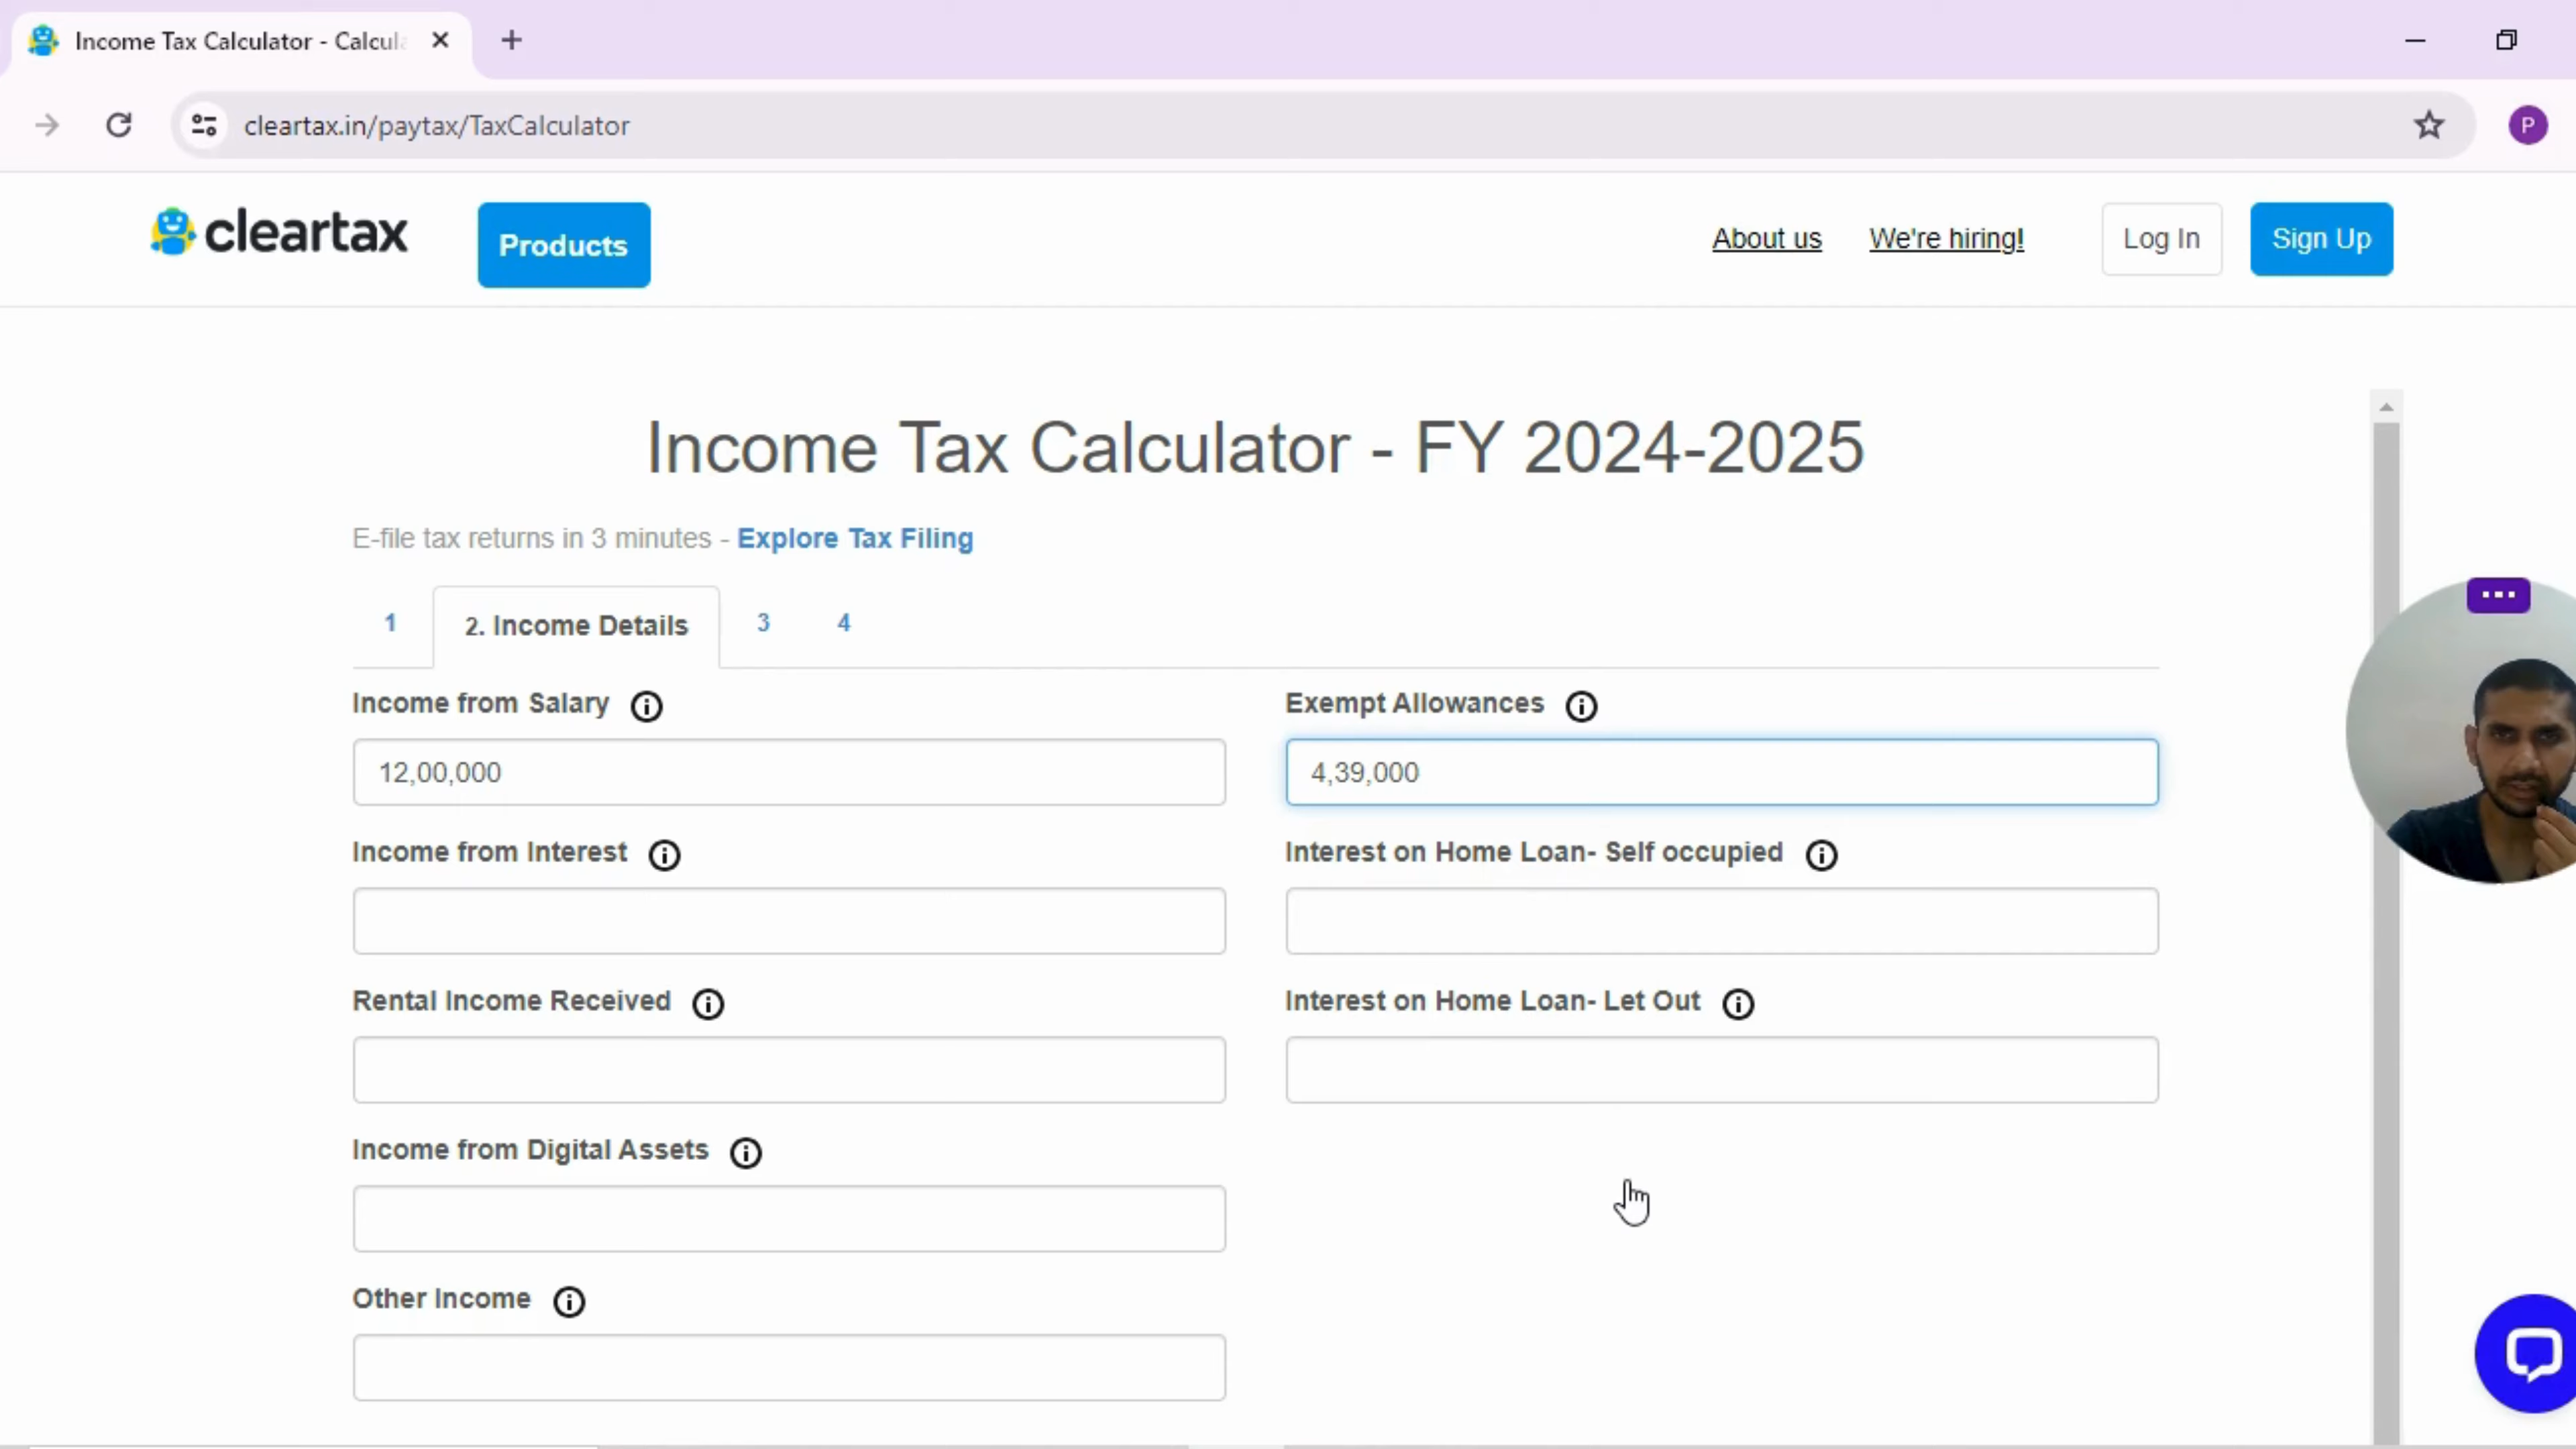 Income Tax Calculator - Calcul
cleartax.in/paytax/TaxCalculator
P
cleartax
Products
About us
We're hiring!
Log In
Sign Up
Income Tax Calculator - FY 2024-2025
E-file tax returns in 3 minutes - Explore Tax Filing
1
2. Income Details
3
4
Income from Salary
Exempt Allowances
12,00,000
4,39,000
Income from Interest
Interest on Home Loan- Self occupied
Rental Income Received
Interest on Home Loan- Let Out
Income from Digital Assets
Other Income